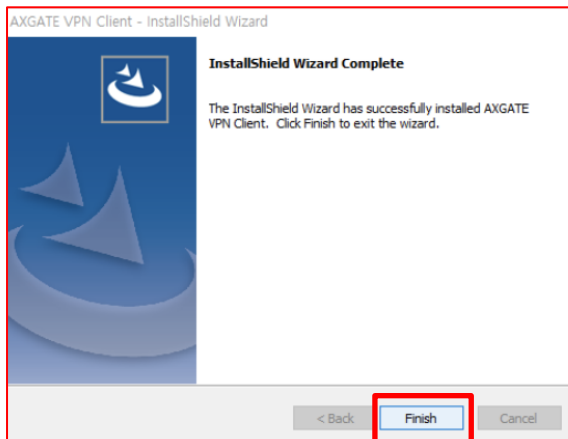 AXGATE VPN Client - InstallShield Wizard
InstallShield Wizard Complete
The InstallShield Wizard has successfully installed AXGATE
VPN Client. Click Finish to exit the wizard.
< Back Finish Cancel